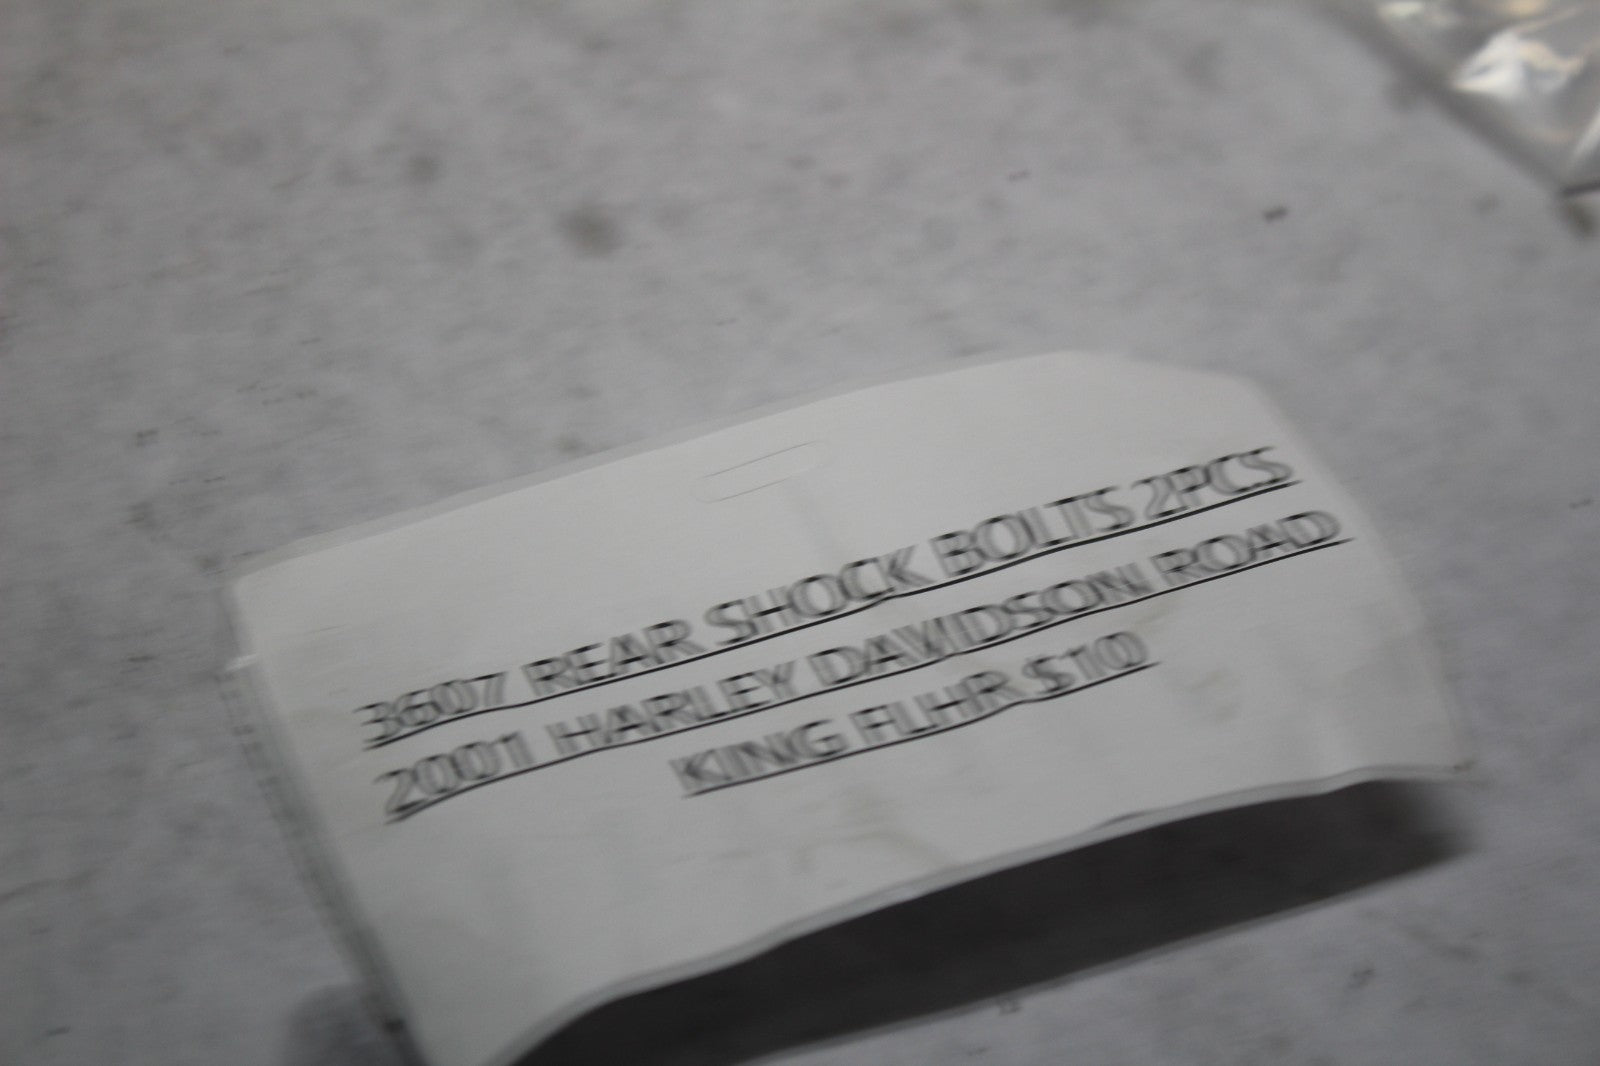 3607 REAR SHOCK BOLTS 2PCS
2001 HARLEY DAVIDSON ROAD
KING FLHR $10